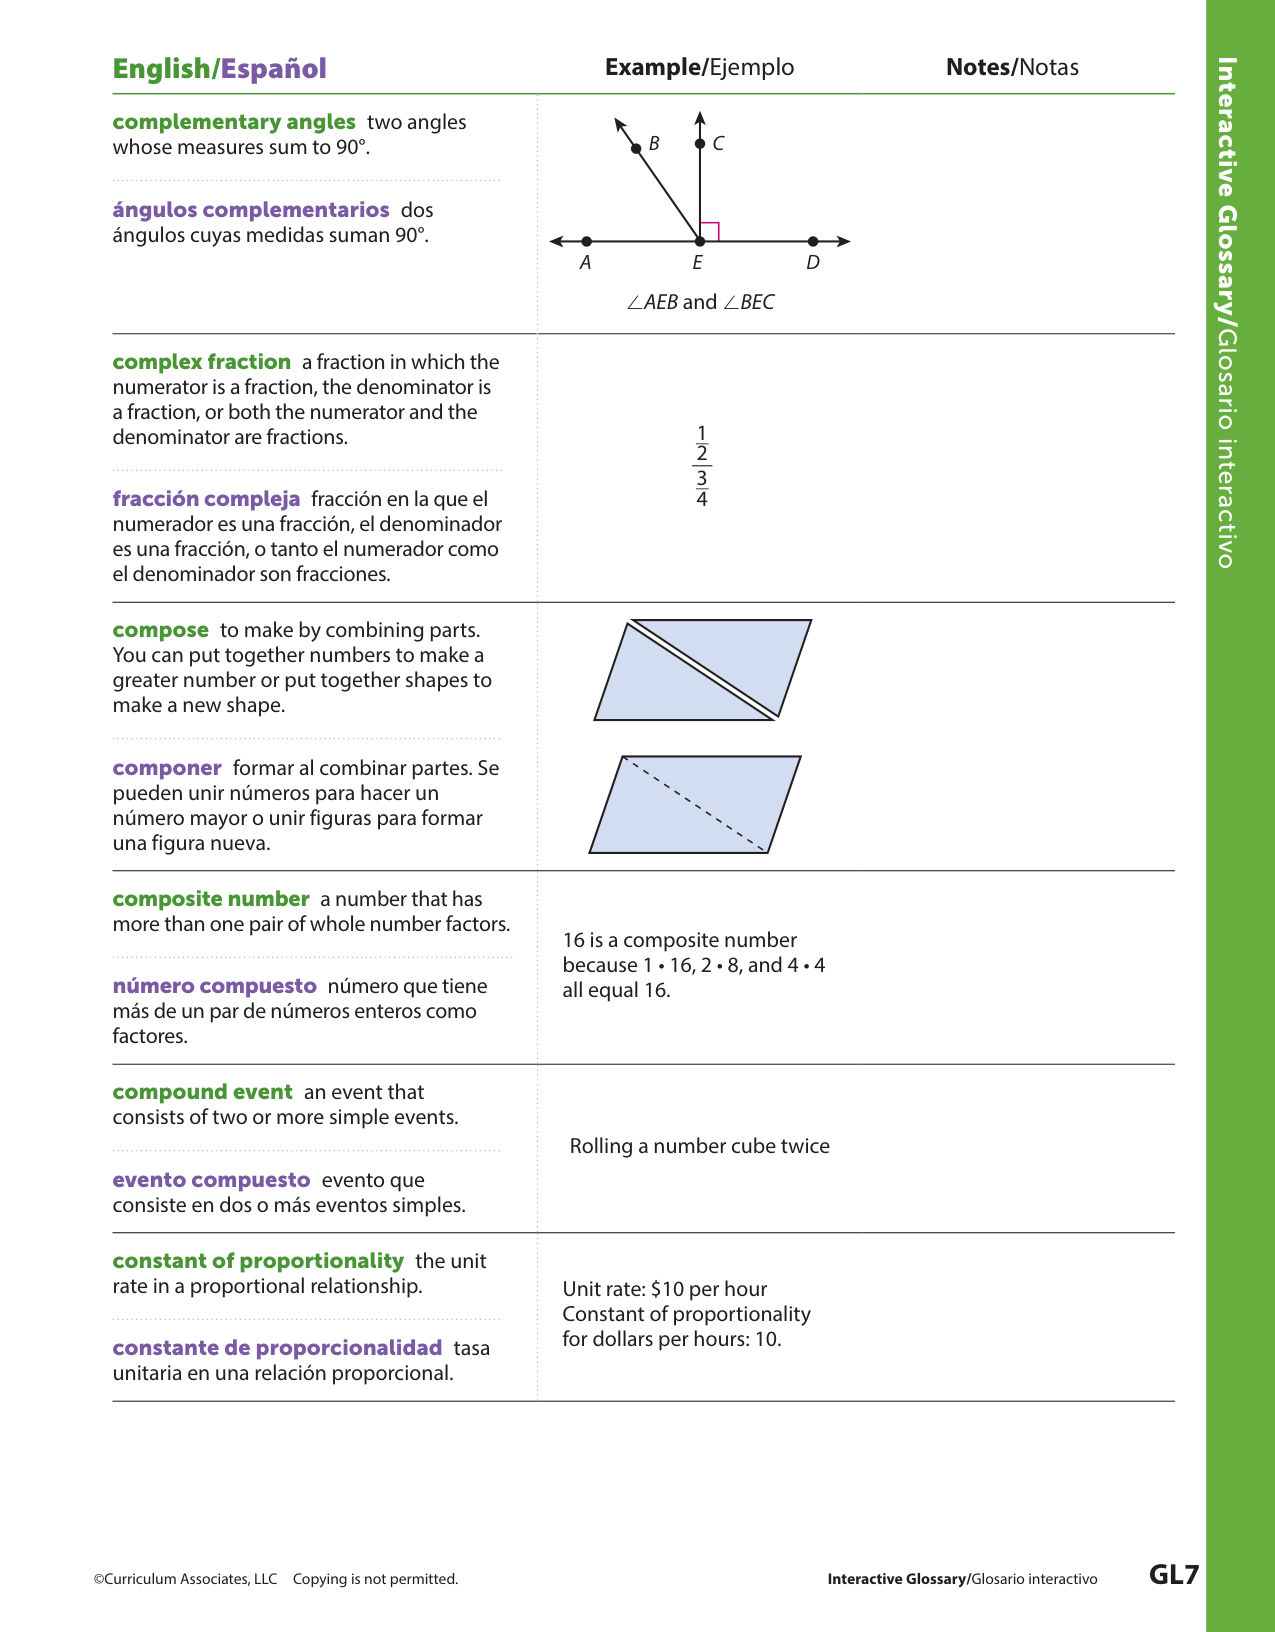 English/Español
Example/Ejemplo
Notes/Notas
complementary angles two angles
whose measures sum to 90°.
ángulos complementarios dos
ángulos cuyas medidas suman 90°.
B
C
A
E
D
∠AEB and ∠BEC
complex fraction a fraction in which the
numerator is a fraction, the denominator is
a fraction, or both the numerator and the
denominator are fractions.
fracción compleja fracción en la que el
numerador es una fracción, el denominador
es una fracción, o tanto el numerador como
el denominador son fracciones.
1
2
3
4
compose to make by combining parts.
You can put together numbers to make a
greater number or put together shapes to
make a new shape.
componer formar al combinar partes. Se
pueden unir números para hacer un
número mayor o unir figuras para formar
una figura nueva.
composite number a number that has
more than one pair of whole number factors.
número compuesto número que tiene
más de un par de números enteros como
factores.
16 is a composite number
because 1 • 16, 2 • 8, and 4 • 4
all equal 16.
compound event an event that
consists of two or more simple events.
evento compuesto evento que
consiste en dos o más eventos simples.
Rolling a number cube twice
constant of proportionality the unit
rate in a proportional relationship.
constante de proporcionalidad tasa
unitaria en una relación proporcional.
Unit rate: $10 per hour
Constant of proportionality
for dollars per hours: 10.
Interactive Glossary/Glosario interactivo
©Curriculum Associates, LLC Copying is not permitted.
Interactive Glossary/Glosario interactivo
GL7